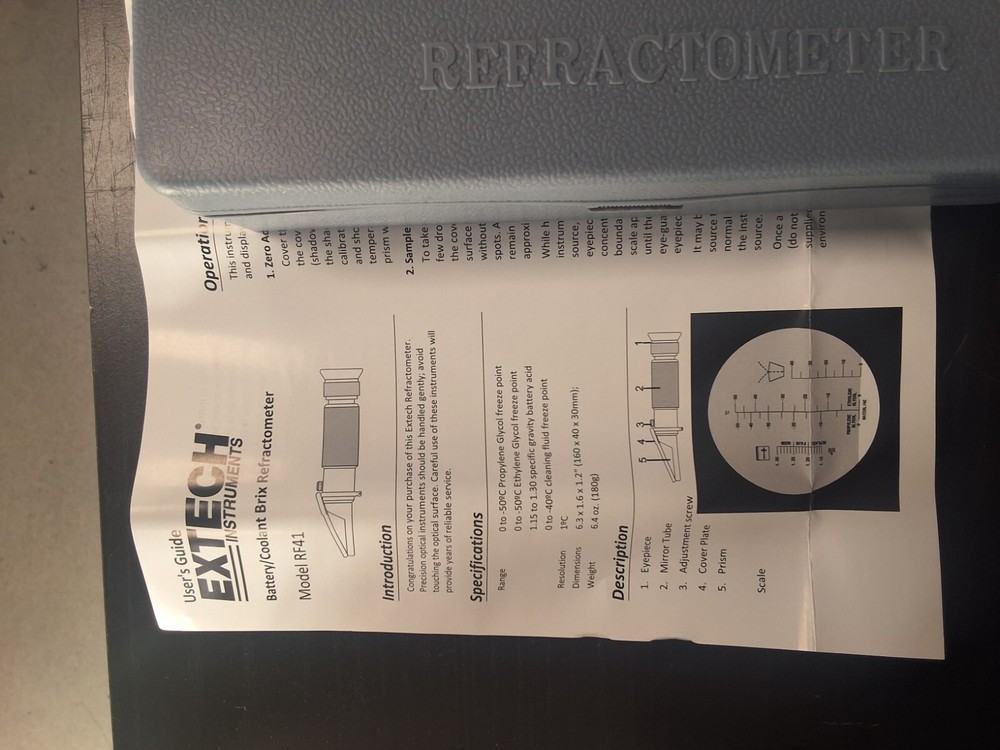 REFRACTOMETER
User's Guide
EXTECH®
INSTRUMENTS
Battery/Coolant Brix Refractometer
Model RF41
Introduction
Congratulations on your purchase of this Extech Refractometer.
Precision optical instruments should be handled gently; avoid
touching the optical surface. Careful use of these instruments will
provide years of reliable service.
Specifications
Range 0 to -50ºC Propylene Glycol freeze point
0 to -50ºC Ethylene Glycol freeze point
1.15 to 1.30 specific gravity battery acid
0 to -40ºC cleaning fluid freeze point
Resolution 1ºC
Dimensions 6.3 x 1.6 x 1.2" (160 x 40 x 30mm);
Weight 6.4 oz. (180g)
Description
1. Eyepiece
2. Mirror Tube
3. Adjustment screw
4. Cover Plate
5. Prism
5 4 3 2 1
Scale
Operation
This instrum
and displa
1. Zero Ad
Cover t
the cov
(shadow
the sha
calibrat
and sho
temper
prism w
2. Sample
To take
few dro
the cov
surface
without
spots. A
remain
approxi
While h
instrum
source,
eyepiec
concent
bounda
scale ap
until the
eye-gua
eyepiec
It may b
source
normal
the inst
source.
Once a
(do not
supplied
environ